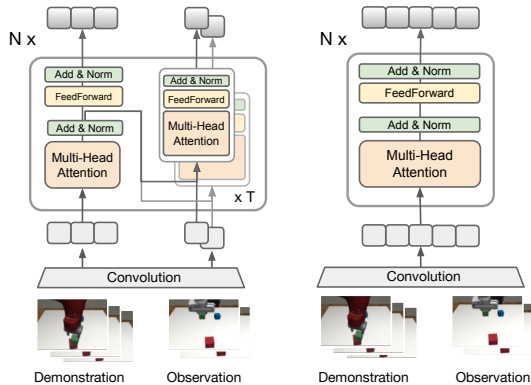 N x
Add & Norm
FeedForward
Add & Norm
Multi-Head
Attention
Add & Norm
FeedForward
Multi-Head
Attention
x T
Convolution
Demonstration
Observation
N x
Add & Norm
FeedForward
Add & Norm
Multi-Head
Attention
Convolution
Demonstration
Observation